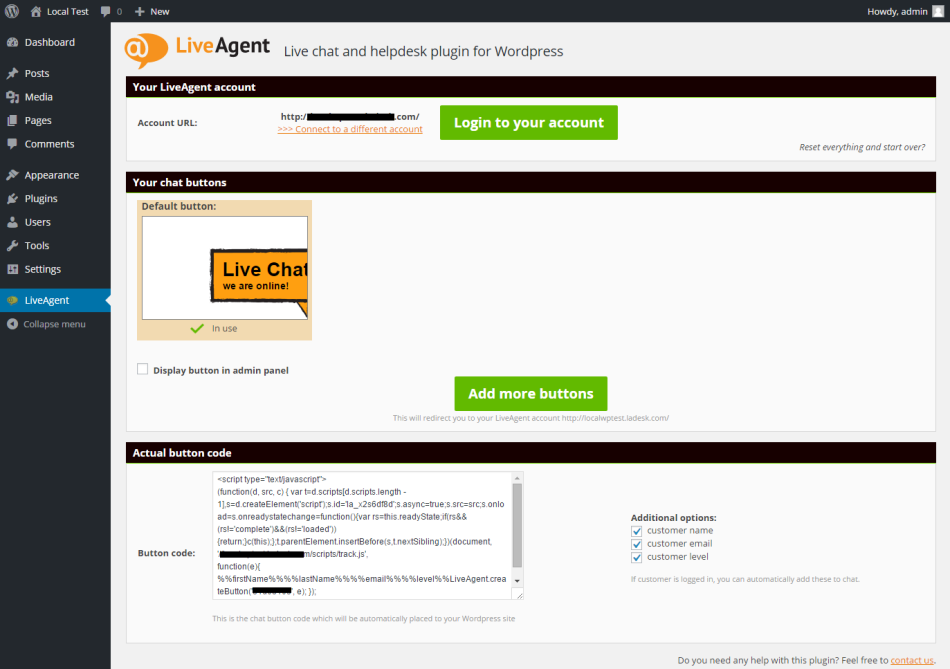 Local Test 0 New Howdy, admin
Dashboard
Posts
Media
Pages
Comments
Appearance
Plugins
Users
Tools
Settings
LiveAgent
Collapse menu
LiveAgent Live chat and helpdesk plugin for Wordpress
Your LiveAgent account
Account URL:
http:/ .com/
>>> Connect to a different account
Login to your account
Reset everything and start over?
Your chat buttons
Default button:
Live Chat
we are online!
In use
Display button in admin panel
Add more buttons
This will redirect you to your LiveAgent account http://localwptest.ladesk.com/
Actual button code
Button code:
<script type="text/javascript">
(function(d, src, c) { var t=d.scripts[d.scripts.length -
1],s=d.createElement('script');s.id='la_x2s6df8d';s.async=true;s.src=src;s.onlo
ad=s.onreadystatechange=function(){var rs=this.readyState;if(rs&&
(rs!='complete')&&(rs!='loaded'))
{return;}c(this);};t.parentElement.insertBefore(s,t.nextSibling);})(document,
m/scripts/track.js',
function(e){
%%firstName%%%%lastName%%%%email%%%%level%%LiveAgent.crea
teButton(' ', e); });
This is the chat button code which will be automatically placed to your Wordpress site
Additional options:
customer name
customer email
customer level
If customer is logged in, you can automatically add these to chat.
Do you need any help with this plugin? Feel free to contact us.